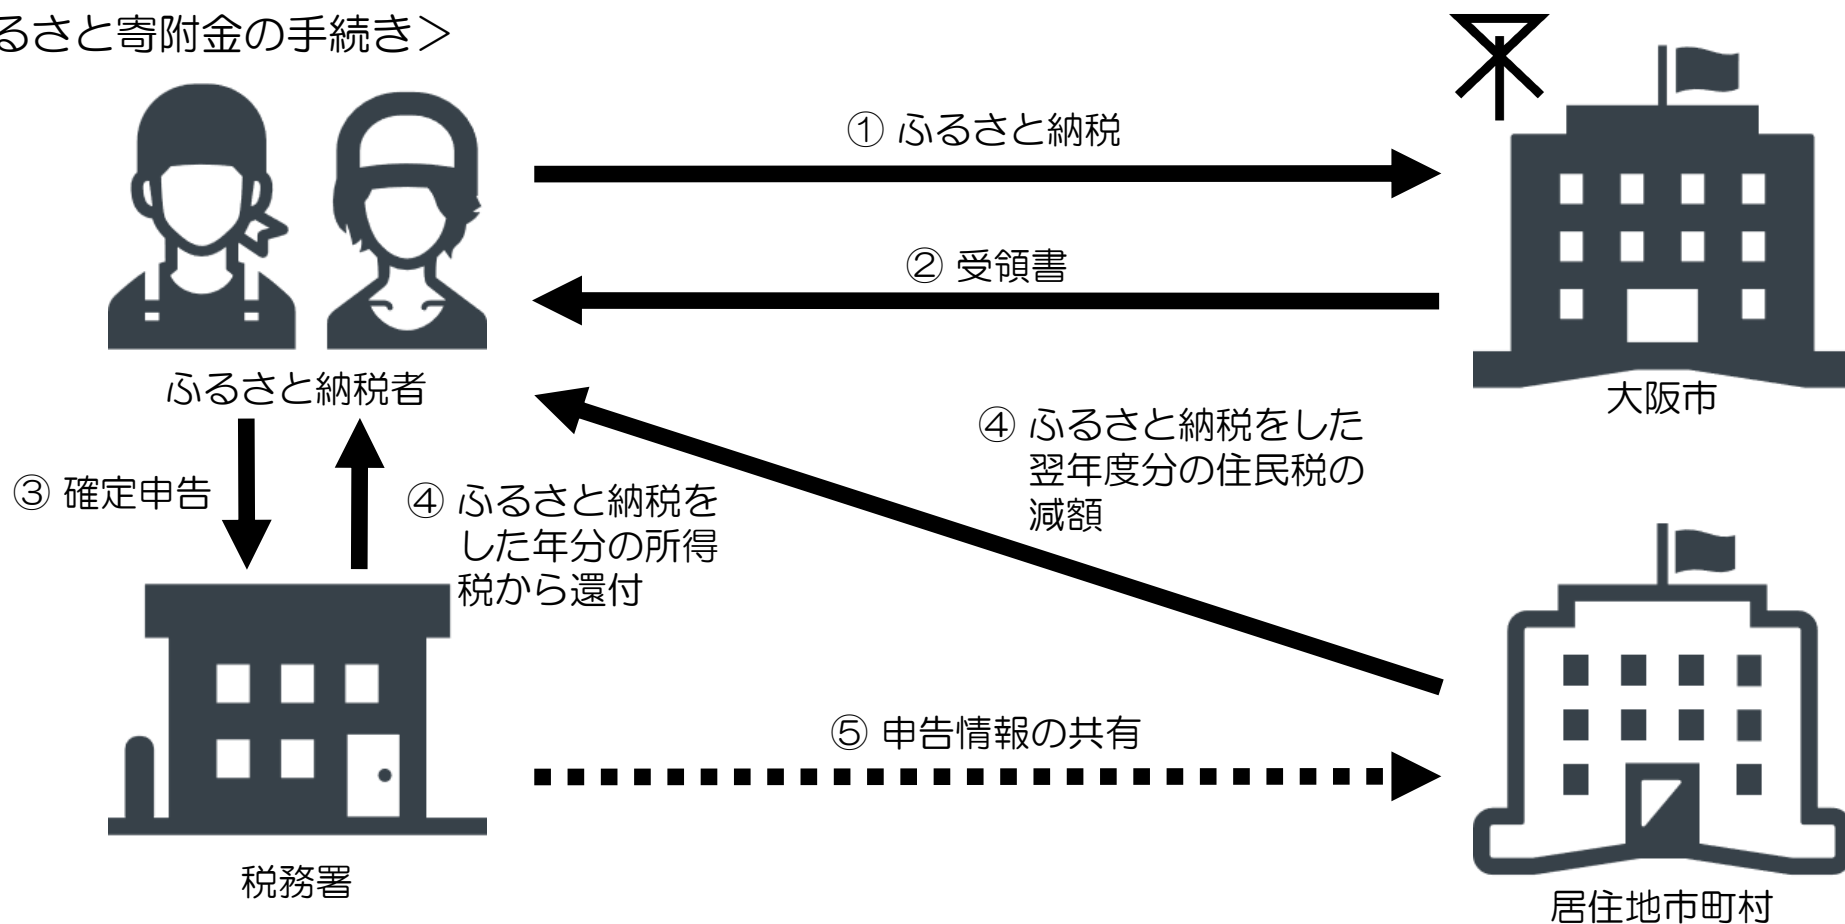 るさと寄附金の手続き＞
① ふるさと納税
② 受領書
ふるさと納税者
大阪市
④ ふるさと納税をした
翌年度分の住民税の
減額
③ 確定申告
④ ふるさと納税を
した年分の所得
税から還付
⑤ 申告情報の共有
税務署
居住地市町村